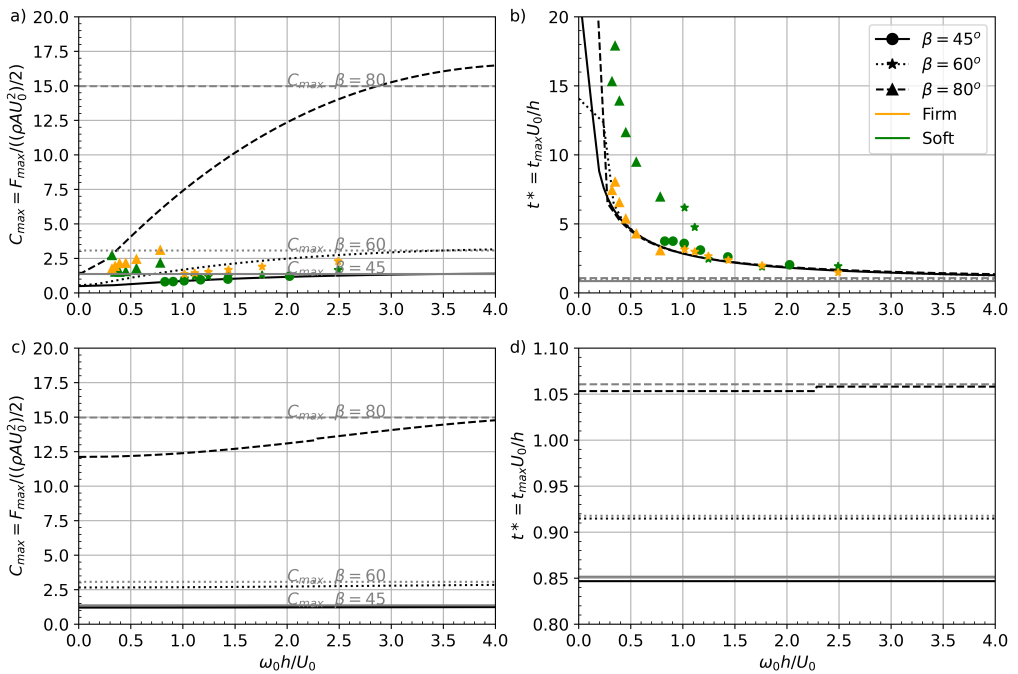 a)
20.0
17.5
15.0
12.5
10.0
7.5
5.0
2.5
0.0
C_max = F_max/((ρAU_0^2)/2)
C_max β = 80
C_max β = 60
C_max β = 45
0.0 0.5 1.0 1.5 2.0 2.5 3.0 3.5 4.0
b)
20
15
10
5
0
t* = t_max U_0/h
β = 45°
β = 60°
β = 80°
Firm
Soft
0.0 0.5 1.0 1.5 2.0 2.5 3.0 3.5 4.0
c)
20.0
17.5
15.0
12.5
10.0
7.5
5.0
2.5
0.0
C_max = F_max/((ρAU_0^2)/2)
C_max β = 80
C_max β = 60
C_max β = 45
0.0 0.5 1.0 1.5 2.0 2.5 3.0 3.5 4.0
ω_0h/U_0
d)
1.10
1.05
1.00
0.95
0.90
0.85
0.80
t* = t_max U_0/h
0.0 0.5 1.0 1.5 2.0 2.5 3.0 3.5 4.0
ω_0h/U_0